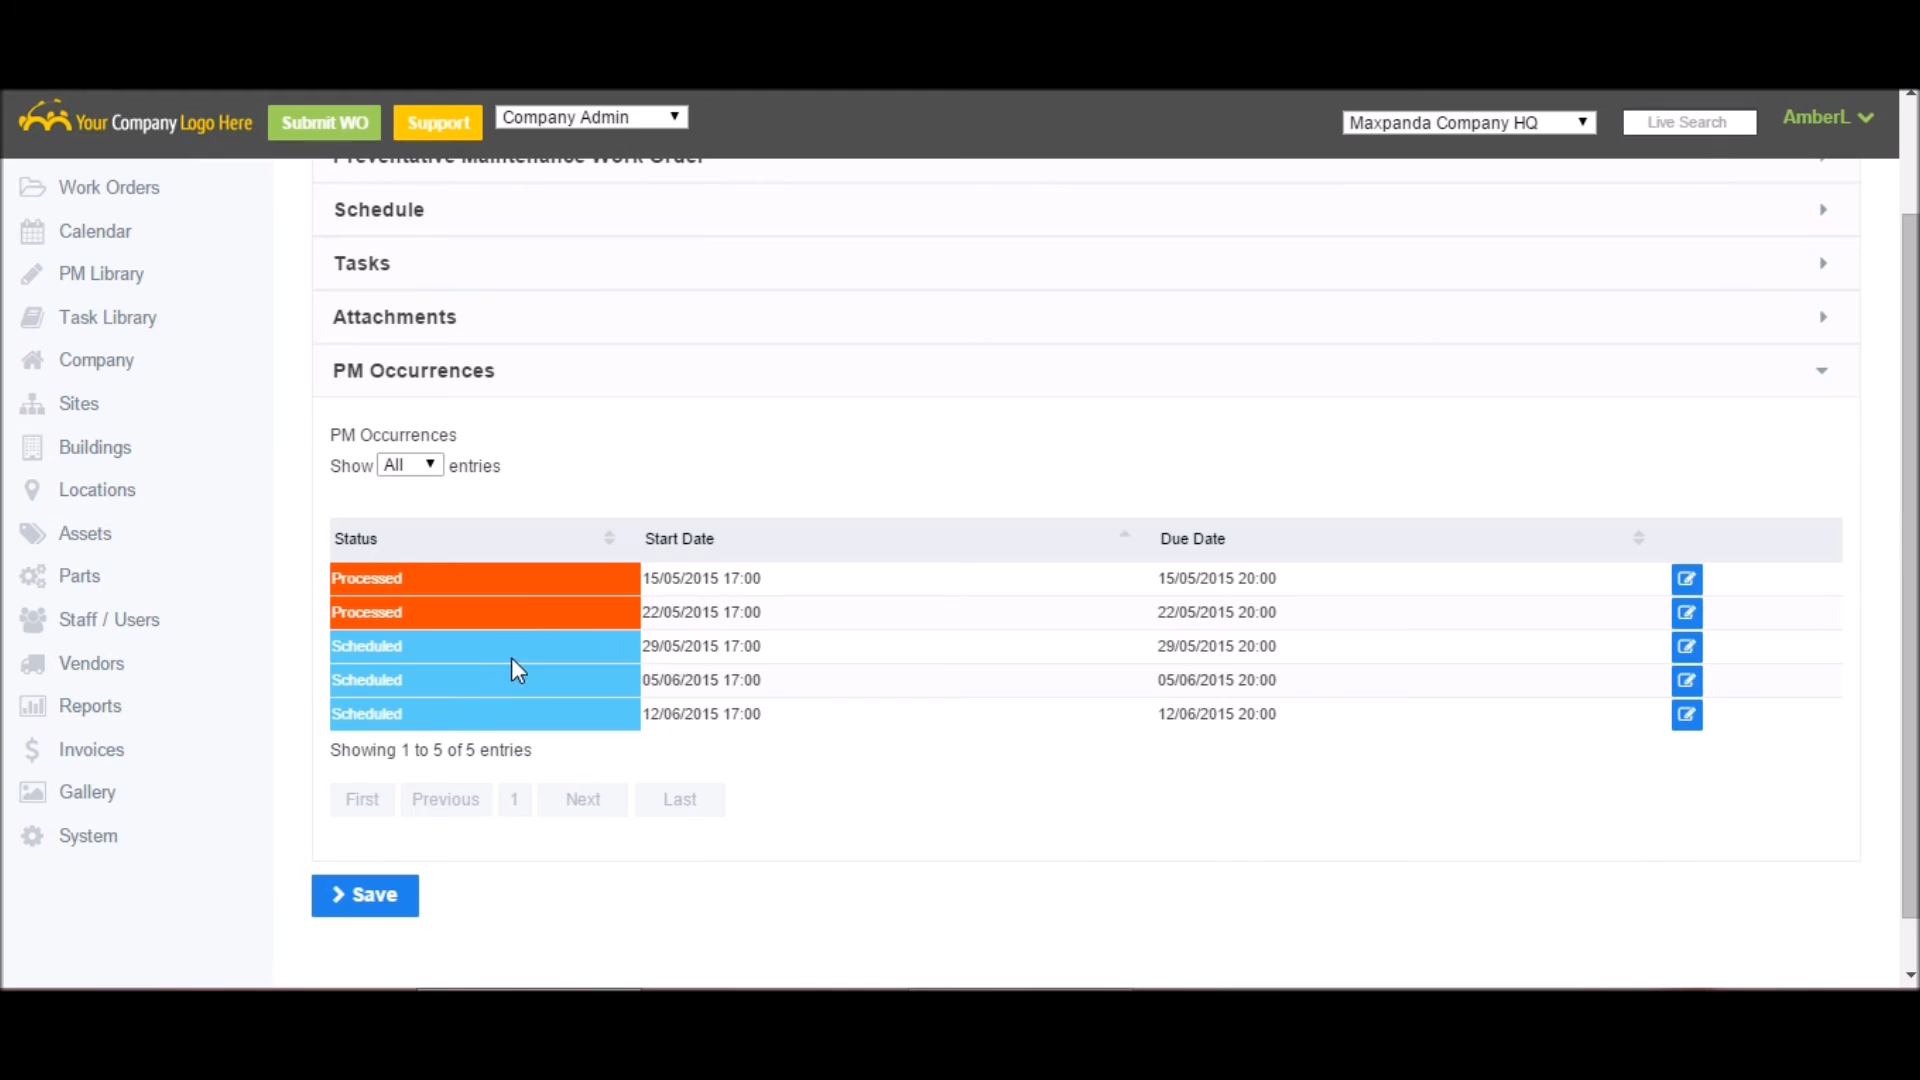 Your Company Logo Here
Submit WO
Support
Company Admin
Maxpanda Company HQ
Live Search
AmberL
Work Orders
Calendar
PM Library
Task Library
Company
Sites
Buildings
Locations
Assets
Parts
Staff / Users
Vendors
Reports
Invoices
Gallery
System
Preventative Maintenance Work Order
Schedule
Tasks
Attachments
PM Occurrences
PM Occurrences
Show All entries
Status Start Date Due Date
Processed 15/05/2015 17:00 15/05/2015 20:00
Processed 22/05/2015 17:00 22/05/2015 20:00
Scheduled 29/05/2015 17:00 29/05/2015 20:00
Scheduled 05/06/2015 17:00 05/06/2015 20:00
Scheduled 12/06/2015 17:00 12/06/2015 20:00
Showing 1 to 5 of 5 entries
First Previous 1 Next Last
Save